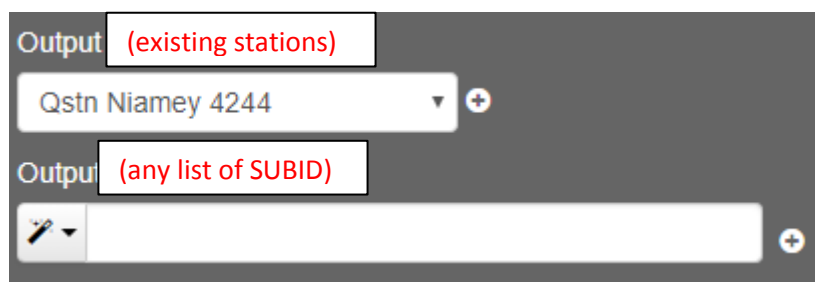 Output (existing stations)
Qstn Niamey 4244
Output (any list of SUBID)